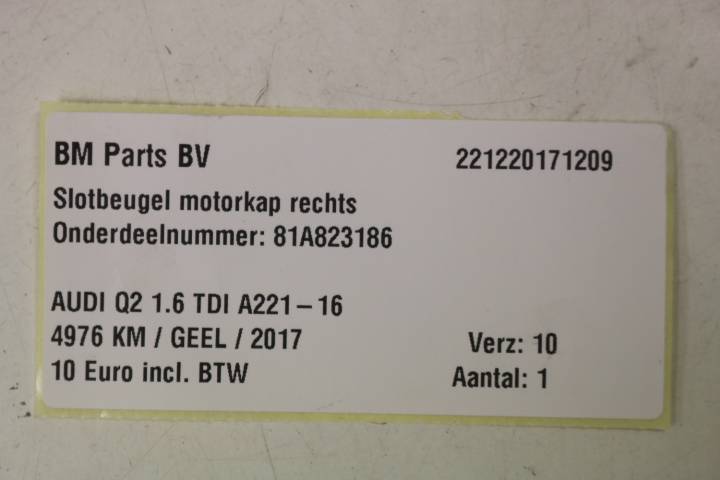 BM Parts BV 221220171209
Slotbeugel motorkap rechts
Onderdeelnummer: 81A823186
AUDI Q2 1.6 TDI A221-16
4976 KM / GEEL / 2017 Verz: 10
10 Euro incl. BTW Aantal: 1